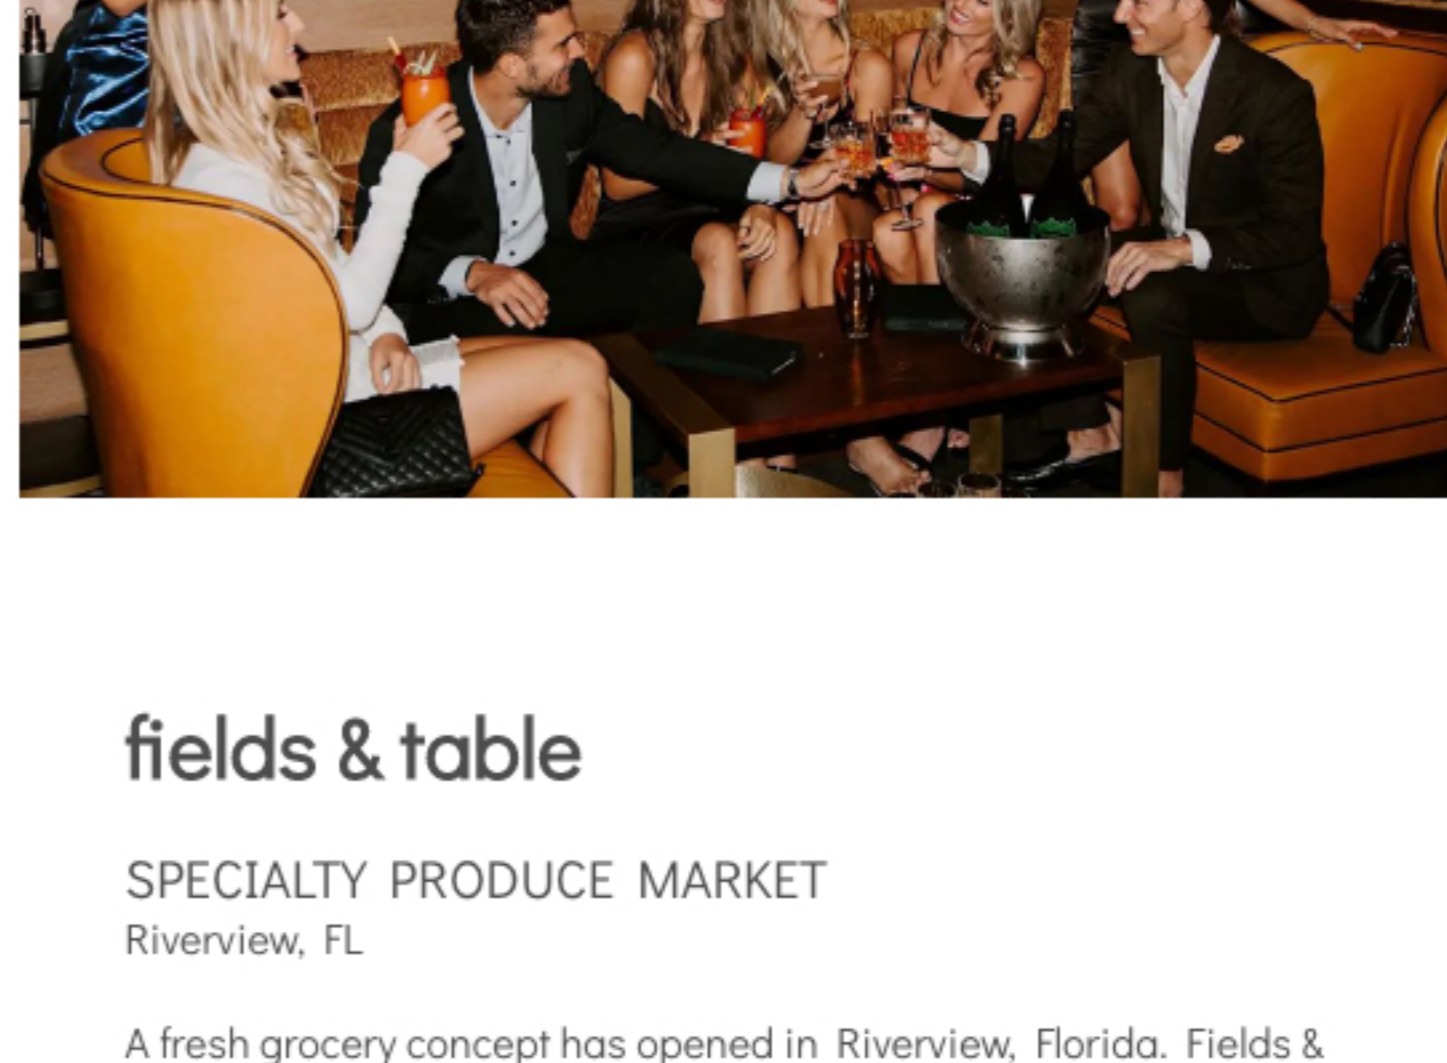 fields & table
SPECIALTY PRODUCE MARKET
Riverview, FL
A fresh grocery concept has opened in Riverview, Florida. Fields &